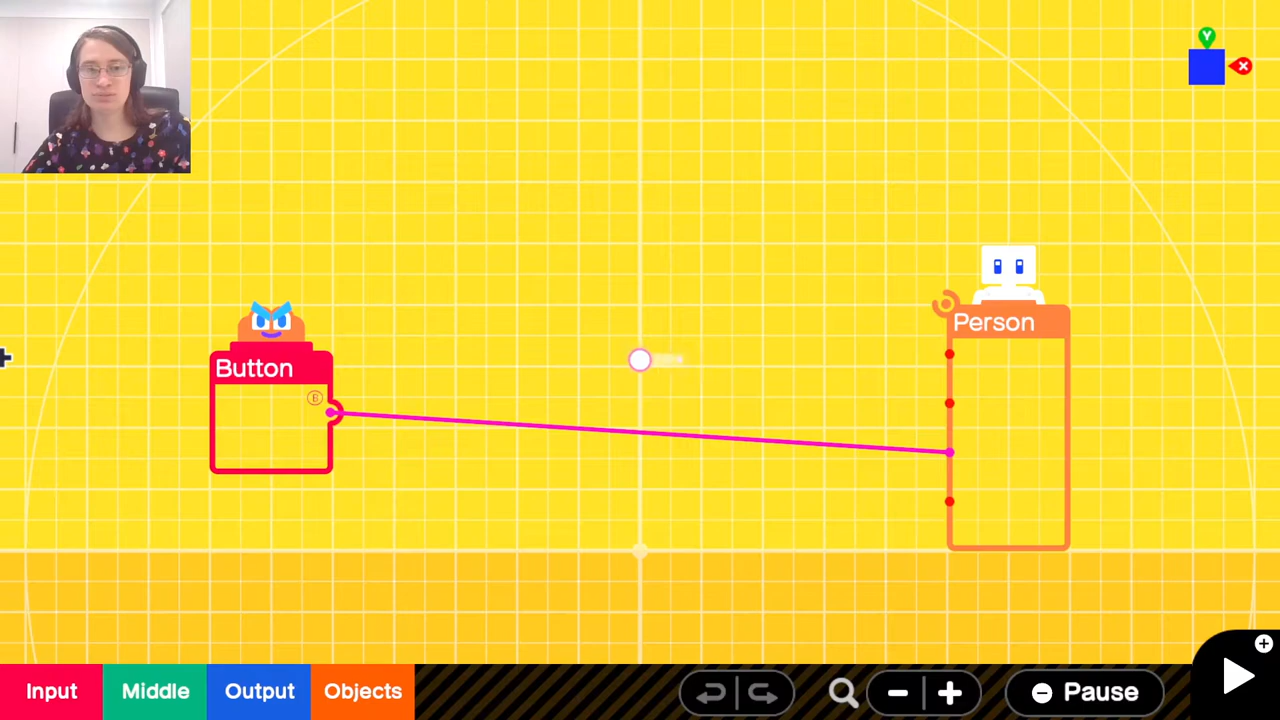 Y
X
Person
Button
B
Input
Middle
Output
Objects
Pause